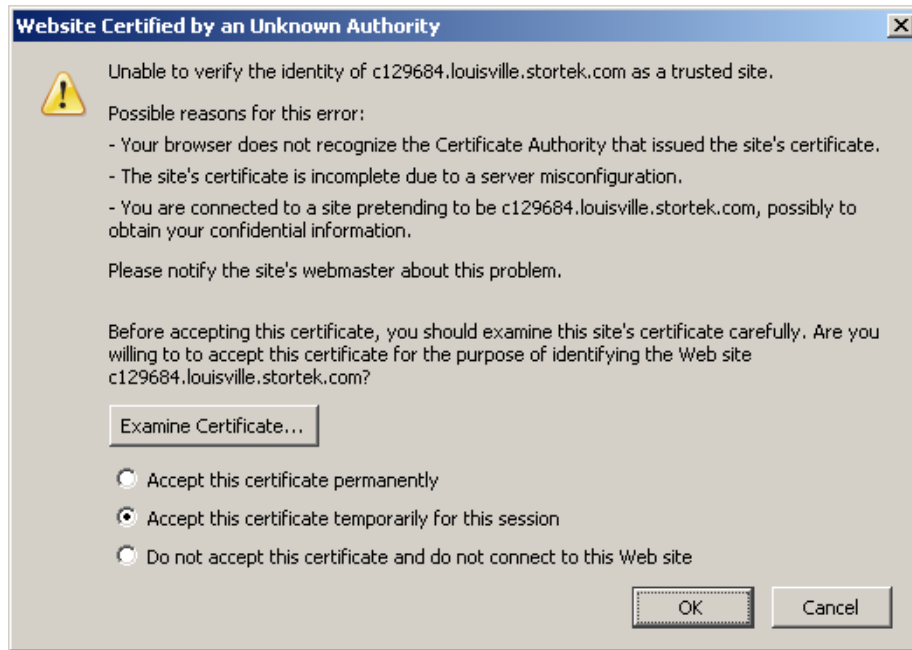 Website Certified by an Unknown Authority
Unable to verify the identity of c129684.louisville.stortek.com as a trusted site.
Possible reasons for this error:
- Your browser does not recognize the Certificate Authority that issued the site's certificate.
- The site's certificate is incomplete due to a server misconfiguration.
- You are connected to a site pretending to be c129684.louisville.stortek.com, possibly to
obtain your confidential information.
Please notify the site's webmaster about this problem.
Before accepting this certificate, you should examine this site's certificate carefully. Are you
willing to to accept this certificate for the purpose of identifying the Web site
c129684.louisville.stortek.com?
Examine Certificate...
Accept this certificate permanently
Accept this certificate temporarily for this session
Do not accept this certificate and do not connect to this Web site
OK
Cancel